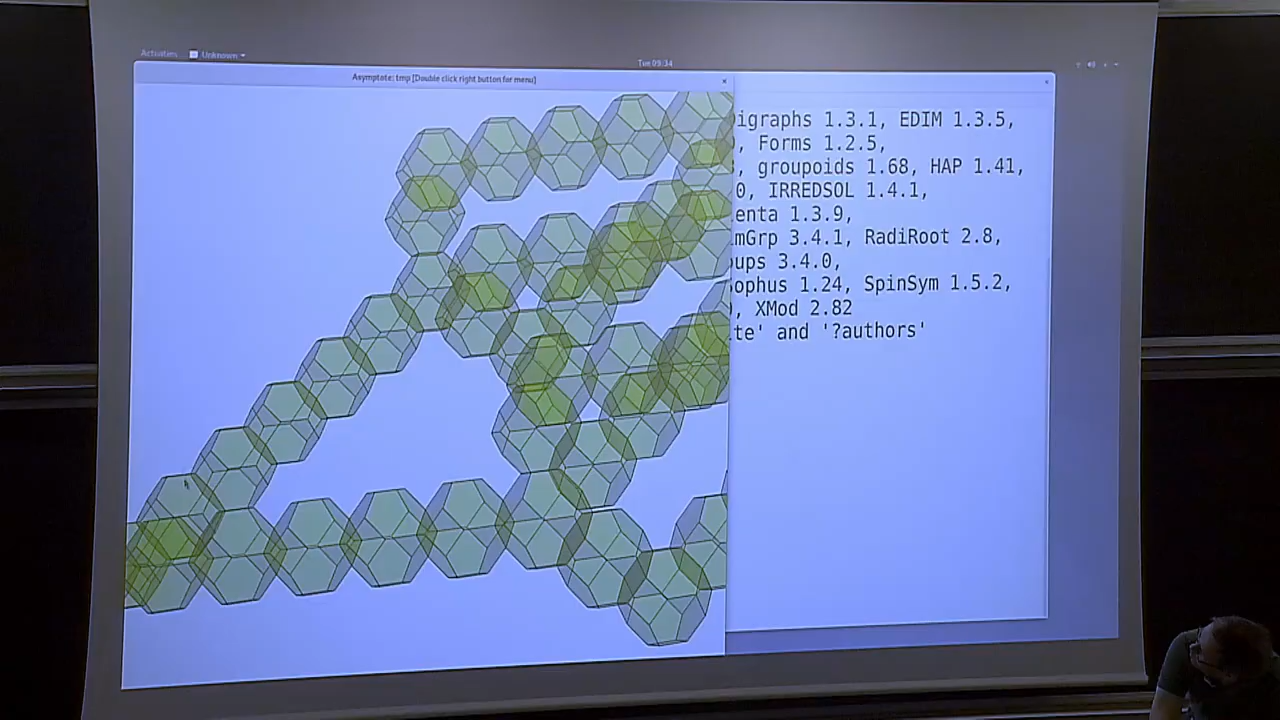 Activities Unknown
Tue 09:34
Asymptote: tmp [Double click right button for menu]
igraphs 1.3.1, EDIM 1.3.5,
, Forms 1.2.5,
, groupoids 1.68, HAP 1.41,
0, IRREDSOL 1.4.1,
enta 1.3.9,
mGrp 3.4.1, RadiRoot 2.8,
ups 3.4.0,
ophus 1.24, SpinSym 1.5.2,
, XMod 2.82
te' and '?authors'